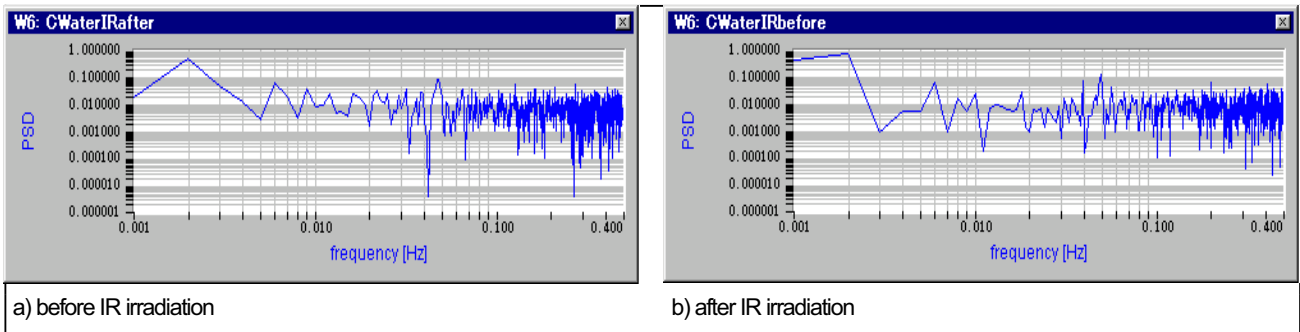 W6: CWaterIRafter
1.000000
0.100000
0.010000
0.001000
0.000100
0.000010
0.000001
PSD
0.001
0.010
0.100
0.400
frequency [Hz]
a) before IR irradiation
W6: CWaterIRbefore
1.000000
0.100000
0.010000
0.001000
0.000100
0.000010
0.000001
PSD
0.001
0.010
0.100
0.400
frequency [Hz]
b) after IR irradiation